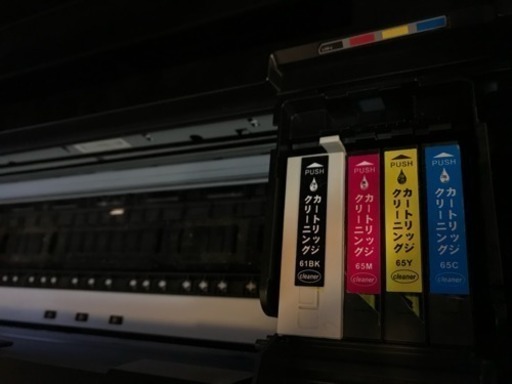 PUSH
カートリッジ
クリーニング
61BK
cleaner
PUSH
カートリッジ
クリーニング
65M
cleaner
PUSH
カートリッジ
クリーニング
65Y
cleaner
PUSH
カートリッジ
クリーニング
65C
cleaner